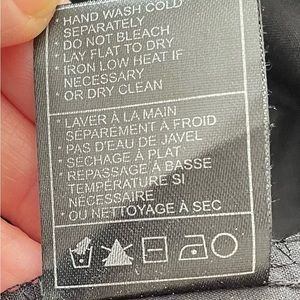 * HAND WASH COLD
SEPARATELY
* DO NOT BLEACH
* LAY FLAT TO DRY
* IRON LOW HEAT IF
NECESSARY
* OR DRY CLEAN
* LAVER À LA MAIN
SÉPARÉMENT À FROID
* PAS D'EAU DE JAVEL
* SÉCHAGE À PLAT
* REPASSAGE À BASSE
TEMPÉRATURE SI
NÉCESSAIRE
* OU NETTOYAGE À SEC